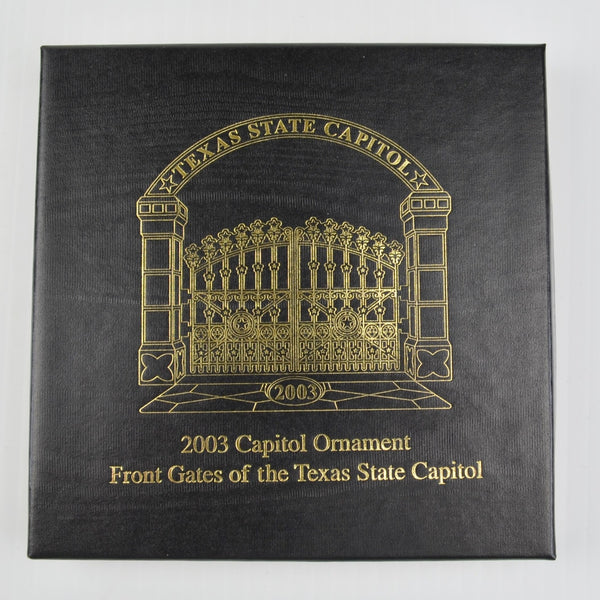 TEXAS STATE CAPITOL
2003
2003 Capitol Ornament
Front Gates of the Texas State Capitol